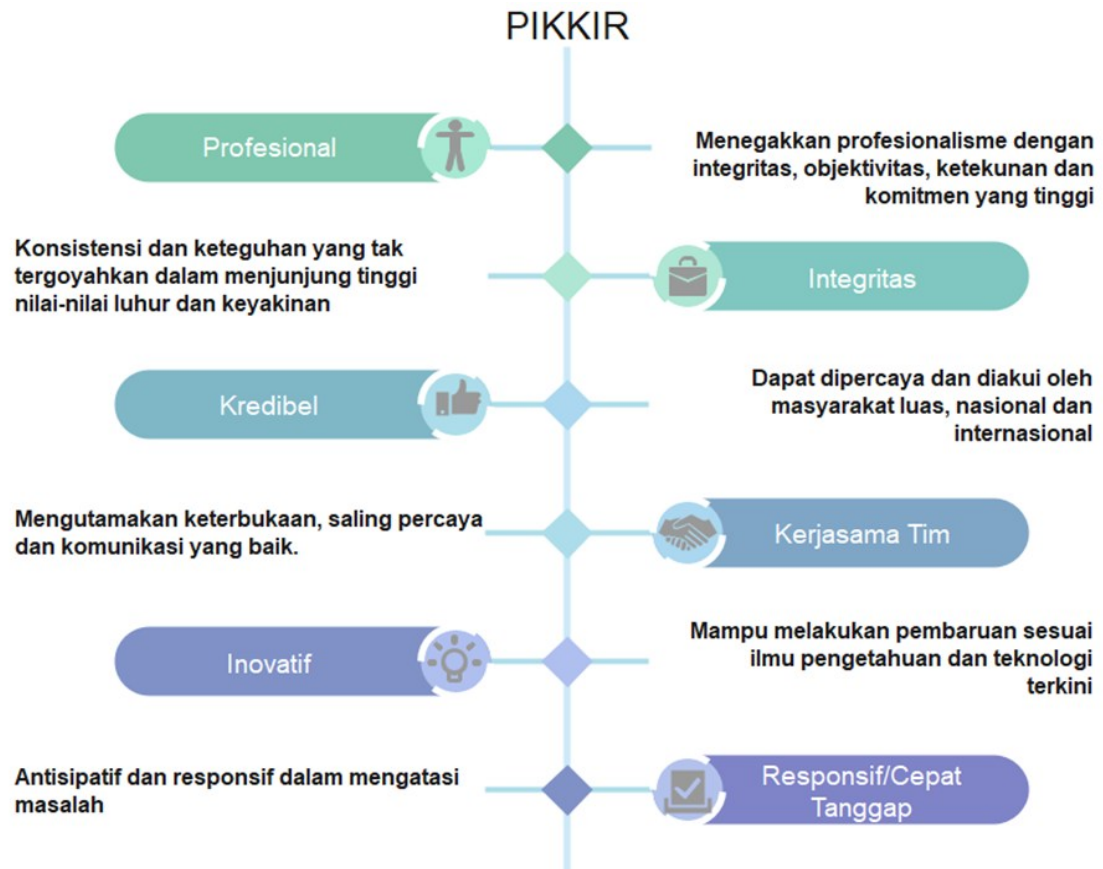 PIKKIR
Profesional
Menegakkan profesionalisme dengan
integritas, objektivitas, ketekunan dan
komitmen yang tinggi
Konsistensi dan keteguhan yang tak
tergoyahkan dalam menjunjung tinggi
nilai-nilai luhur dan keyakinan
Integritas
Kredibel
Dapat dipercaya dan diakui oleh
masyarakat luas, nasional dan
internasional
Mengutamakan keterbukaan, saling percaya
dan komunikasi yang baik.
Kerjasama Tim
Inovatif
Mampu melakukan pembaruan sesuai
ilmu pengetahuan dan teknologi
terkini
Antisipatif dan responsif dalam mengatasi
masalah
Responsif/Cepat
Tanggap